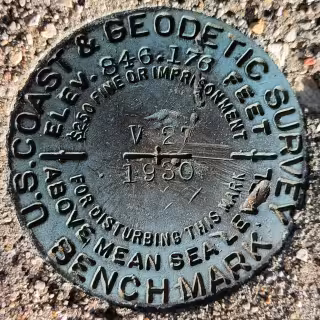 U.S. COAST & GEODETIC SURVEY
ELEV. 846.176 FEET
$250 FINE OR IMPRISONMENT
V 27
1980
FOR DISTURBING THIS MARK
ABOVE MEAN SEA LEVEL
BENCH MARK